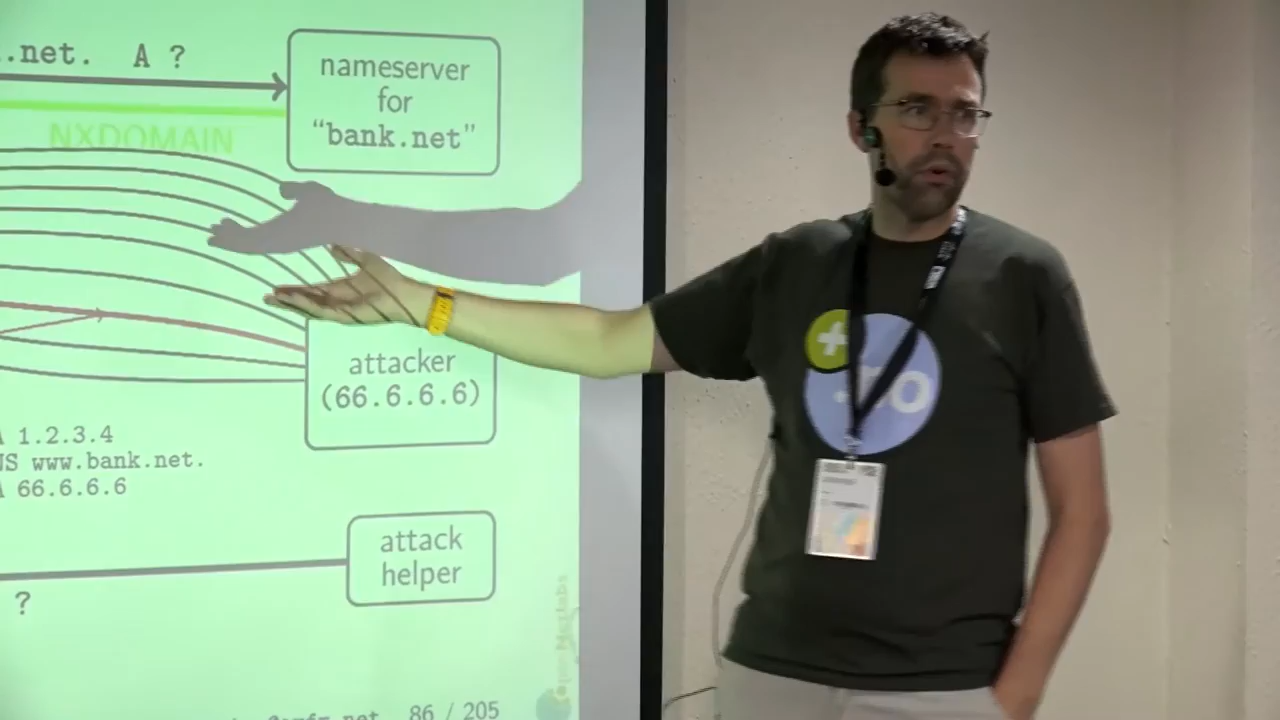 .net. A ?
nameserver
for
“bank.net”
NXDOMAIN
attacker
(66.6.6.6)
A 1.2.3.4
NS www.bank.net.
A 66.6.6.6
attack
helper
?
86 / 205